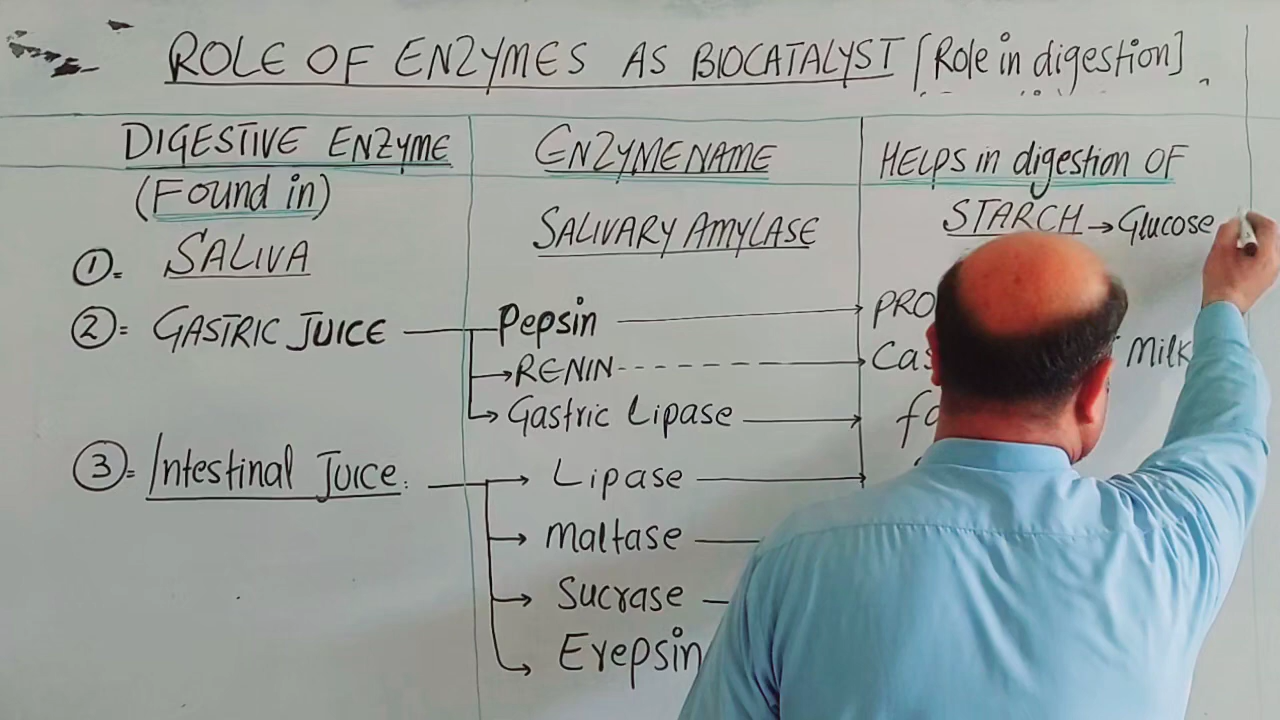 ROLE OF ENZYMES AS BIOCATALYST [Role in digestion]
DIGESTIVE ENZYME
(Found in)
ENZYME NAME
HELPS in digestion OF
1 = SALIVA
SALIVARY AMYLASE
STARCH → Glucose
2 = GASTRIC JUICE
Pepsin
RENIN
Milk
Gastric Lipase
3 = Intestinal Juice
Lipase
Maltase
Sucrase
Erepsin